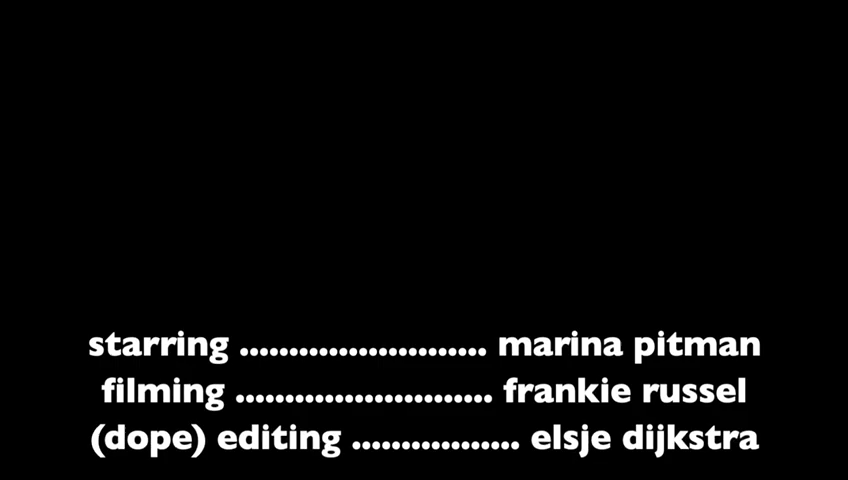 starring ......................... marina pitman
filming .......................... frankie russel
(dope) editing ................. elsje dijkstra